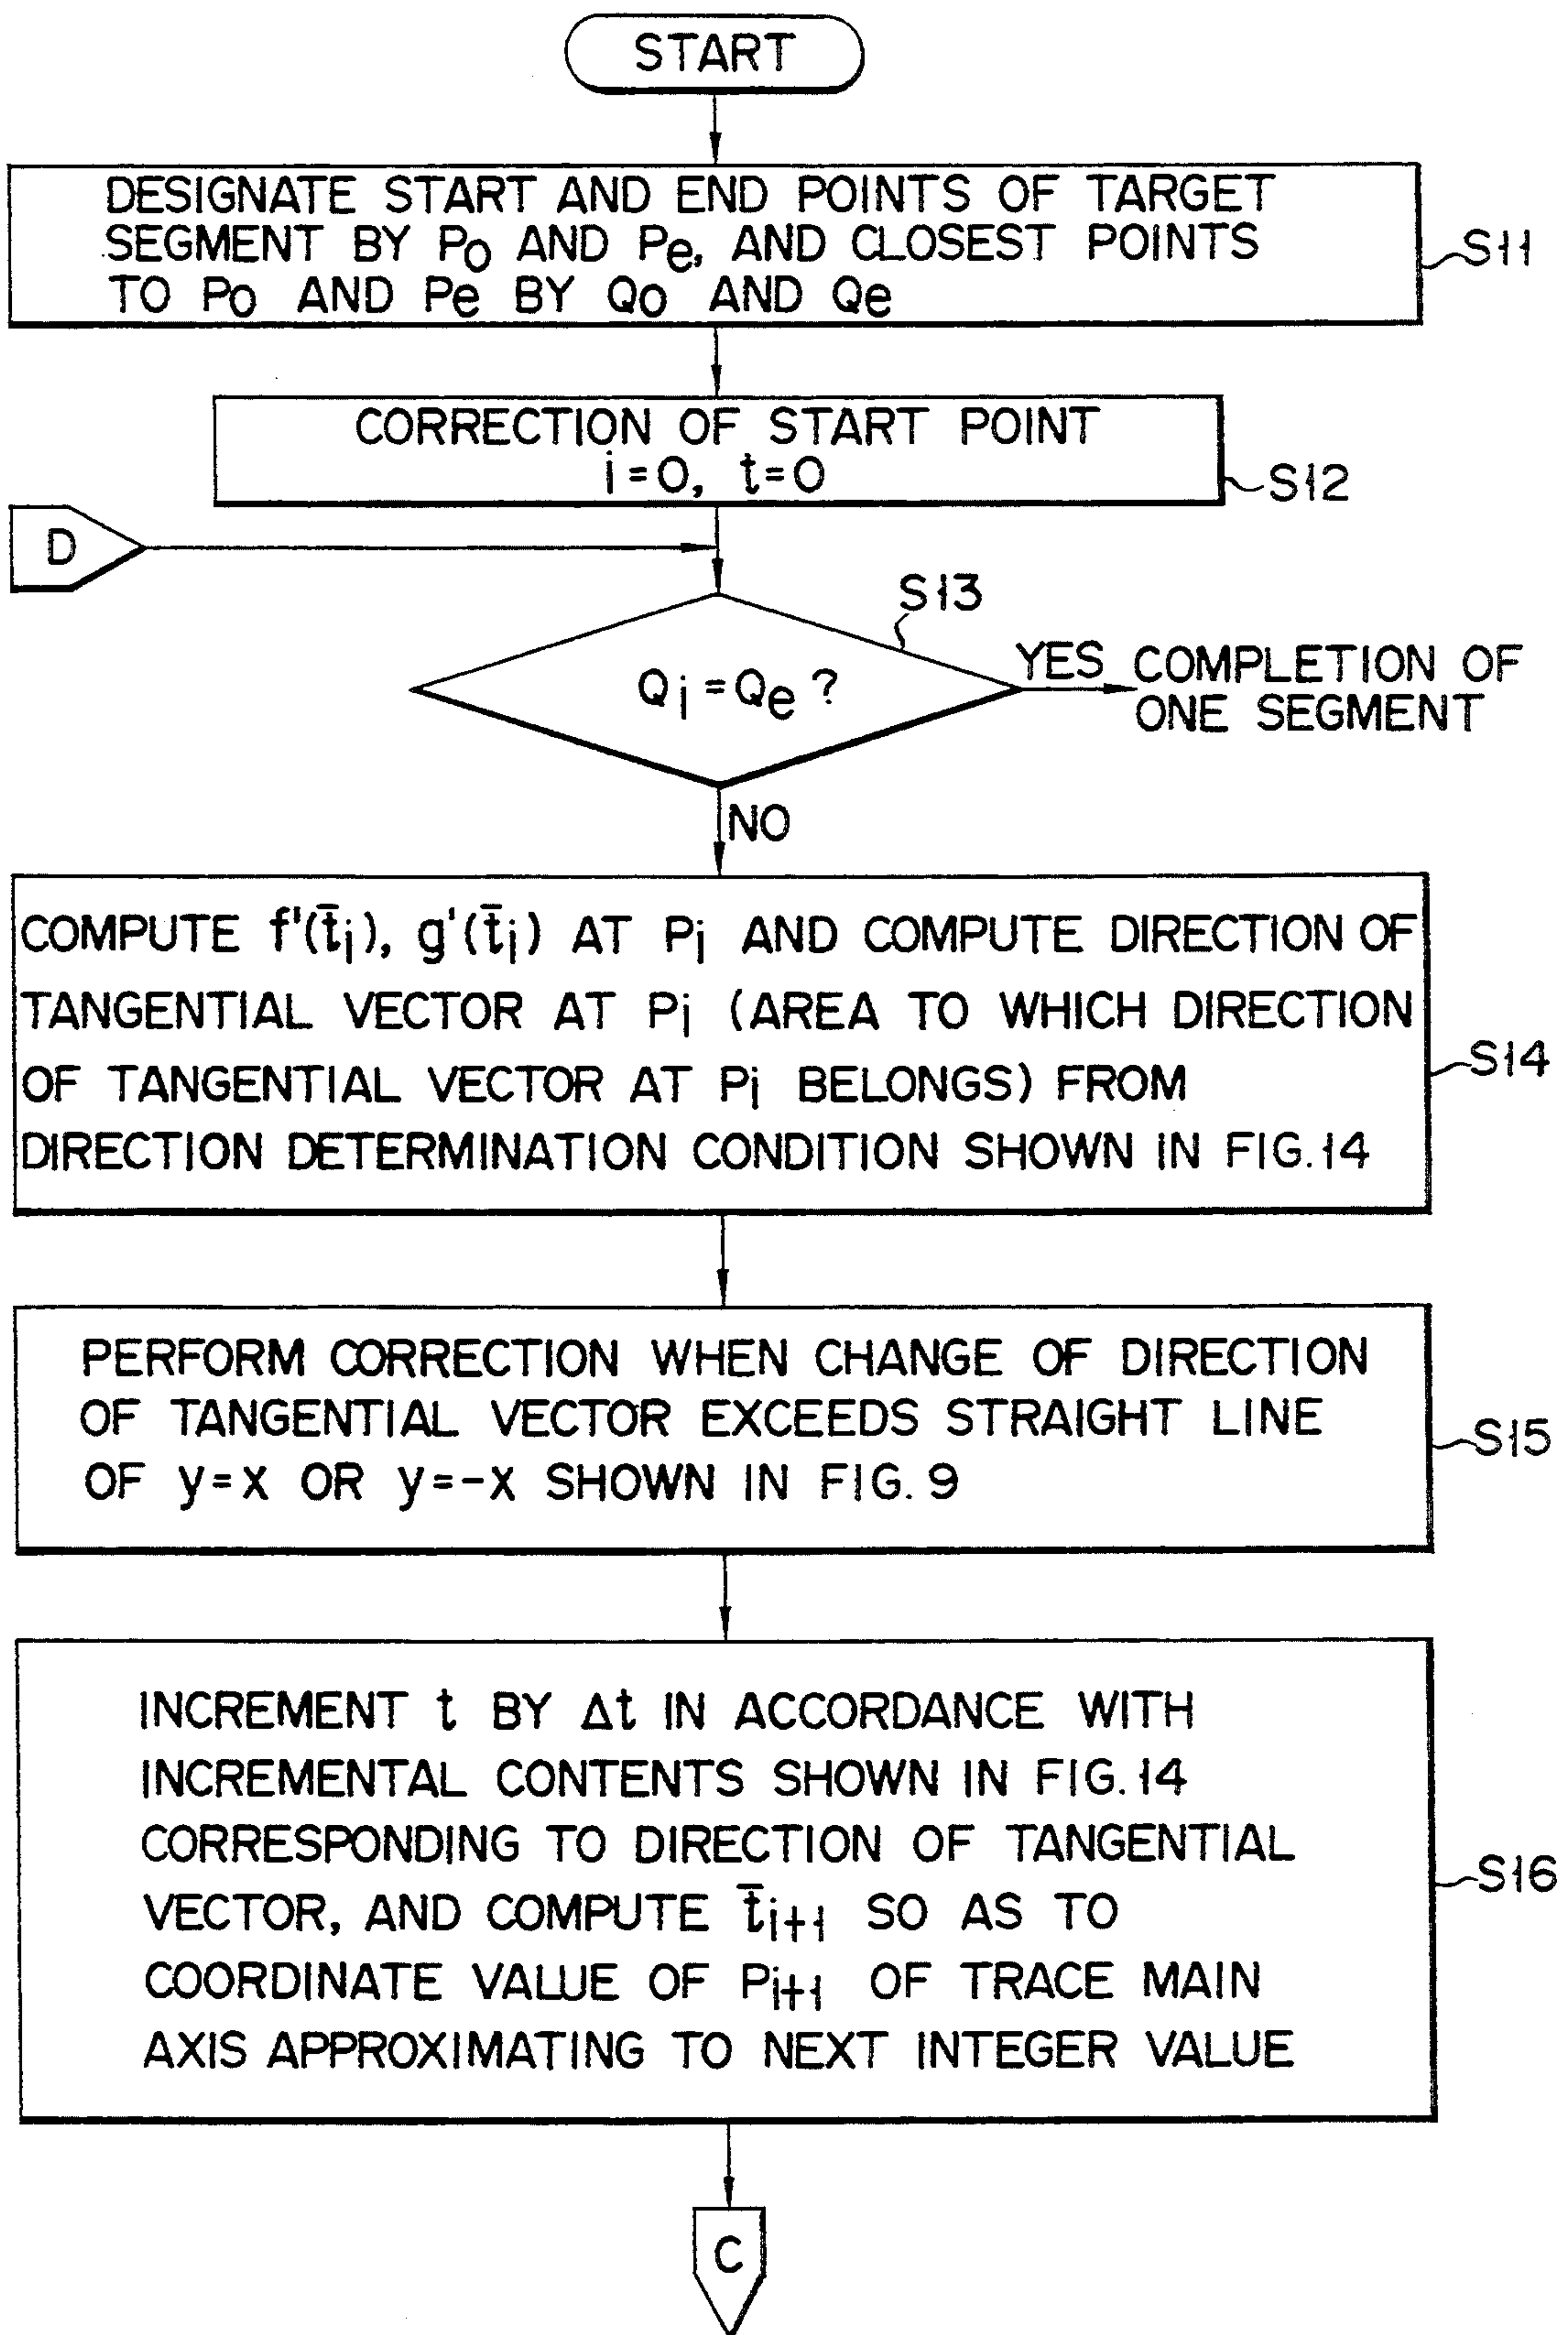 START
DESIGNATE START AND END POINTS OF TARGET
SEGMENT BY Po AND Pe, AND CLOSEST POINTS
TO Po AND Pe BY Qo AND Qe
S11
CORRECTION OF START POINT
i=0, t=0
S12
D
S13
Qi=Qe?
YES COMPLETION OF
ONE SEGMENT
NO
COMPUTE f'(t̄i), g'(t̄i) AT Pi AND COMPUTE DIRECTION OF
TANGENTIAL VECTOR AT Pi (AREA TO WHICH DIRECTION
OF TANGENTIAL VECTOR AT Pi BELONGS) FROM
DIRECTION DETERMINATION CONDITION SHOWN IN FIG.14
S14
PERFORM CORRECTION WHEN CHANGE OF DIRECTION
OF TANGENTIAL VECTOR EXCEEDS STRAIGHT LINE
OF y=x OR y=-x SHOWN IN FIG. 9
S15
INCREMENT t BY Δt IN ACCORDANCE WITH
INCREMENTAL CONTENTS SHOWN IN FIG.14
CORRESPONDING TO DIRECTION OF TANGENTIAL
VECTOR, AND COMPUTE t̄i+1 SO AS TO
COORDINATE VALUE OF Pi+1 OF TRACE MAIN
AXIS APPROXIMATING TO NEXT INTEGER VALUE
S16
C